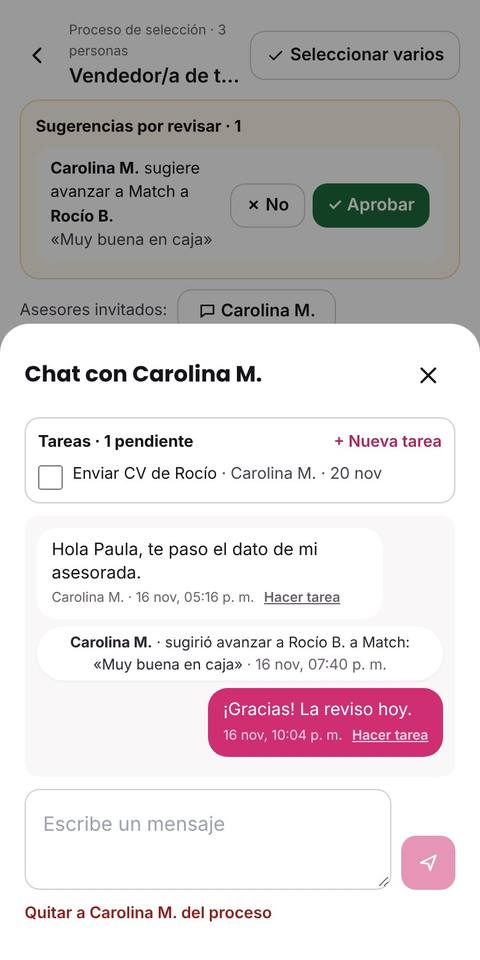 Proceso de selección · 3
personas
Vendedor/a de t...
✓ Seleccionar varios
Sugerencias por revisar · 1
Carolina M. sugiere
avanzar a Match a
Rocío B.
«Muy buena en caja»
× No
✓ Aprobar
Asesores invitados:
Carolina M.
Chat con Carolina M.
Tareas · 1 pendiente
+ Nueva tarea
Enviar CV de Rocío · Carolina M. · 20 nov
Hola Paula, te paso el dato de mi
asesorada.
Carolina M. · 16 nov, 05:16 p. m. Hacer tarea
Carolina M. · sugirió avanzar a Rocío B. a Match:
«Muy buena en caja» · 16 nov, 07:40 p. m.
¡Gracias! La reviso hoy.
16 nov, 10:04 p. m. Hacer tarea
Escribe un mensaje
Quitar a Carolina M. del proceso